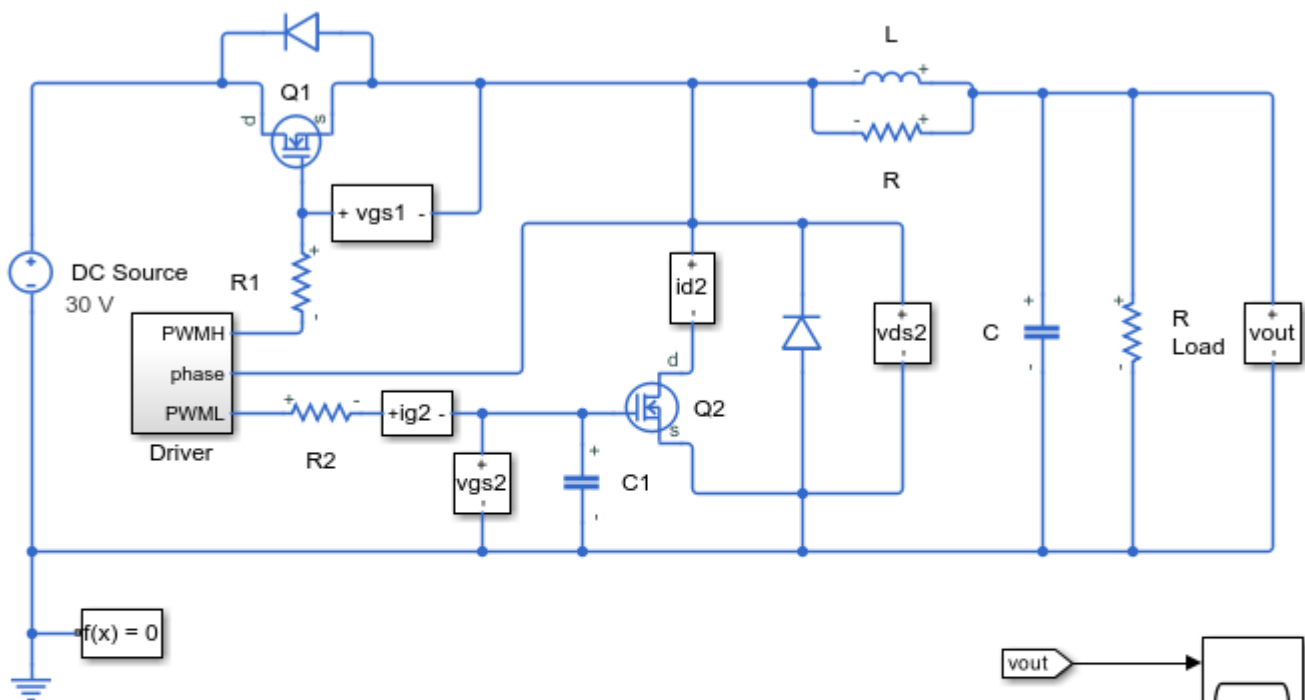 L
Q1
d
s
- +
- +
R
+ vgs1 -
+
-
DC Source
30 V
R1
+
-
PWMH
phase
PWML
Driver
+ -
R2
+ig2 -
+
vgs2
-
+
C1
-
+
id2
-
d
Q2
s
+
vds2
-
+
C
-
+
R
Load
-
+
vout
-
f(x) = 0
vout